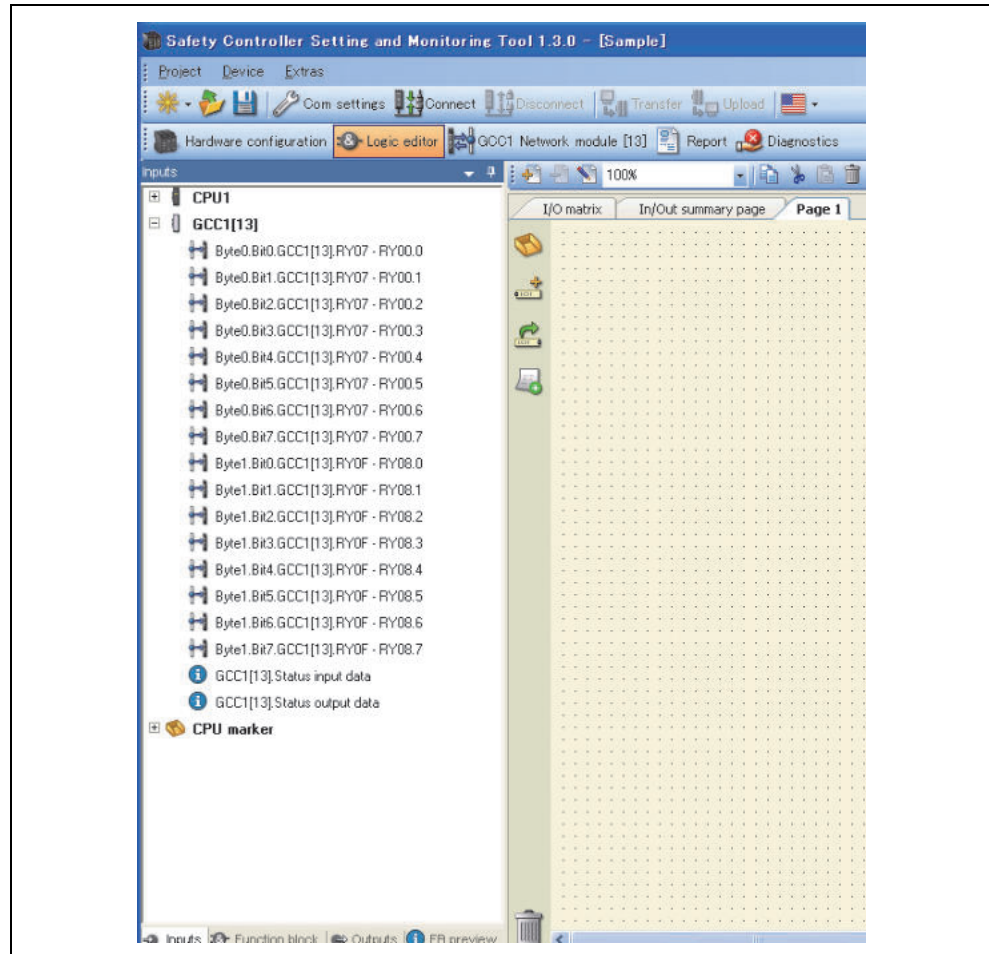 Safety Controller Setting and Monitoring Tool 1.3.0 - [Sample]
Project Device Extras
Com settings Connect Disconnect Transfer Upload
Hardware configuration Logic editor GCC1 Network module [13] Report Diagnostics
Inputs
100%
I/O matrix In/Out summary page Page 1
CPU1
GCC1[13]
Byte0.Bit0.GCC1[13].RY07 - RY00.0
Byte0.Bit1.GCC1[13].RY07 - RY00.1
Byte0.Bit2.GCC1[13].RY07 - RY00.2
Byte0.Bit3.GCC1[13].RY07 - RY00.3
Byte0.Bit4.GCC1[13].RY07 - RY00.4
Byte0.Bit5.GCC1[13].RY07 - RY00.5
Byte0.Bit6.GCC1[13].RY07 - RY00.6
Byte0.Bit7.GCC1[13].RY07 - RY00.7
Byte1.Bit0.GCC1[13].RY0F - RY08.0
Byte1.Bit1.GCC1[13].RY0F - RY08.1
Byte1.Bit2.GCC1[13].RY0F - RY08.2
Byte1.Bit3.GCC1[13].RY0F - RY08.3
Byte1.Bit4.GCC1[13].RY0F - RY08.4
Byte1.Bit5.GCC1[13].RY0F - RY08.5
Byte1.Bit6.GCC1[13].RY0F - RY08.6
Byte1.Bit7.GCC1[13].RY0F - RY08.7
GCC1[13].Status input data
GCC1[13].Status output data
CPU marker
Inputs Function block Outputs FB preview